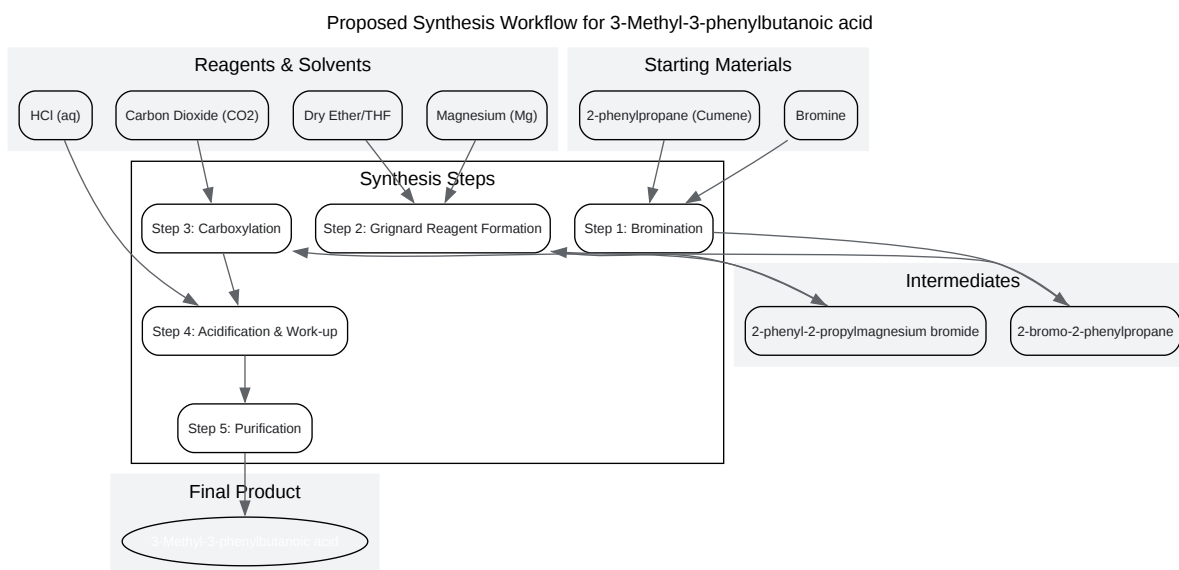 Proposed Synthesis Workflow for 3-Methyl-3-phenylbutanoic acid
Reagents & Solvents
Starting Materials
HCl (aq)
Carbon Dioxide (CO2)
Dry Ether/THF
Magnesium (Mg)
2-phenylpropane (Cumene)
Bromine
Synthesis Steps
Step 3: Carboxylation
Step 2: Grignard Reagent Formation
Step 1: Bromination
Intermediates
Step 4: Acidification & Work-up
2-phenyl-2-propylmagnesium bromide
2-bromo-2-phenylpropane
Step 5: Purification
Final Product
3-Methyl-3-phenylbutanoic acid